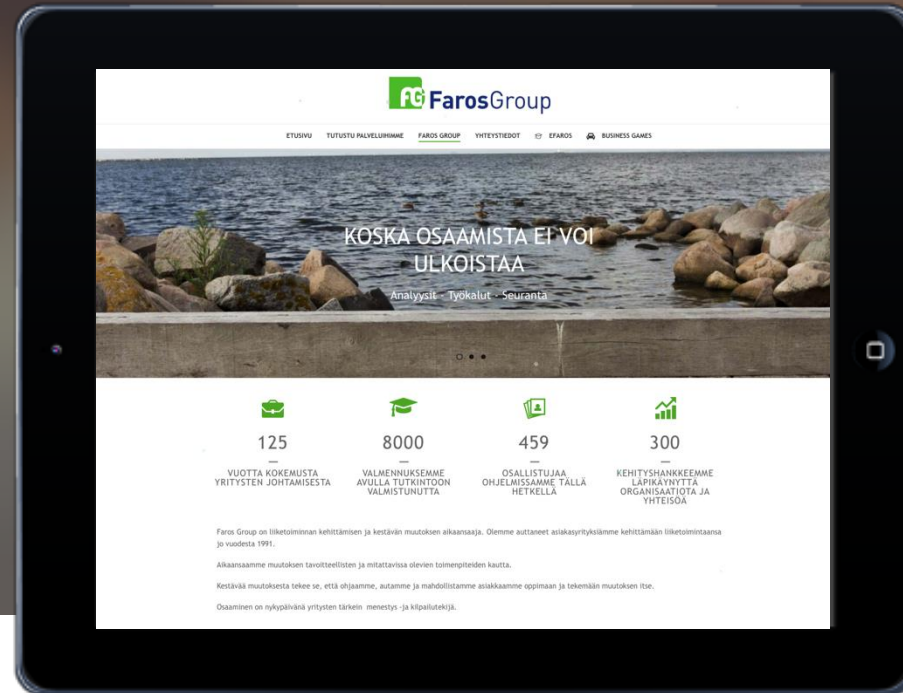 FG FarosGroup
ETUSIVU TUTUSTU PALVELUIHIMME FAROS GROUP YHTEYSTIEDOT EFAROS BUSINESS GAMES
KOSKA OSAAMISTA EI VOI
ULKOISTAA
Analyysit - Työkalut - Seuranta
125 8000 459 300
VUOTTA KOKEMUSTA
YRITYSTEN JOHTAMISESTA
VALMENNUKSEMME
AVULLA TUTKINTOON
VALMISTUNUTTA
OSALLISTUJAA
OHJELMISSAMME TÄLLÄ
HETKELLÄ
KEHITYSHANKKEEMME
LÄPIKÄYNYTTÄ
ORGANISAATIOTA JA
YHTEISÖÄ
Faros Group on liiketoiminnan kehittämisen ja kestävän muutoksen aikaansaaja. Olemme auttaneet asiakasyrityksiämme kehittämään liiketoimintaansa
jo vuodesta 1991.
Aikaansaamme muutoksen tavoitteellisten ja mitattavissa olevien toimenpiteiden kautta.
Kestävää muutoksesta tekee se, että ohjaamme, autamme ja mahdollistamme asiakkaamme oppimaan ja tekemään muutoksen itse.
Osaaminen on nykypäivänä yritysten tärkein menestys -ja kilpailutekijä.